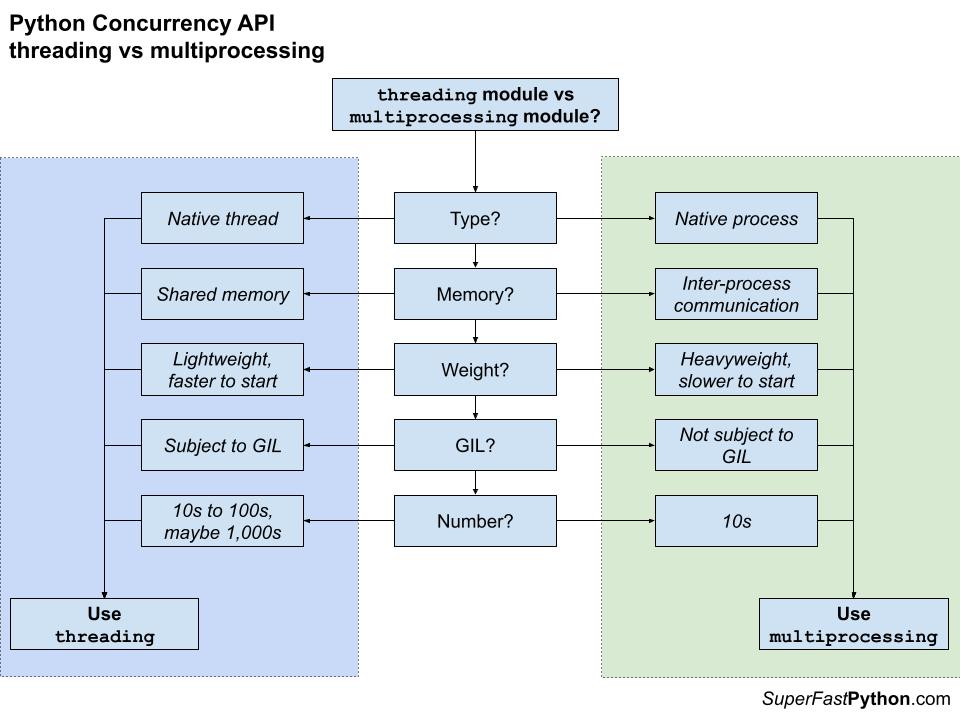 Python Concurrency API
threading vs multiprocessing
threading module vs
multiprocessing module?
Native thread
Type?
Native process
Shared memory
Memory?
Inter-process
communication
Lightweight,
faster to start
Weight?
Heavyweight,
slower to start
Subject to GIL
GIL?
Not subject to
GIL
10s to 100s,
maybe 1,000s
Number?
10s
Use
threading
Use
multiprocessing
SuperFastPython.com